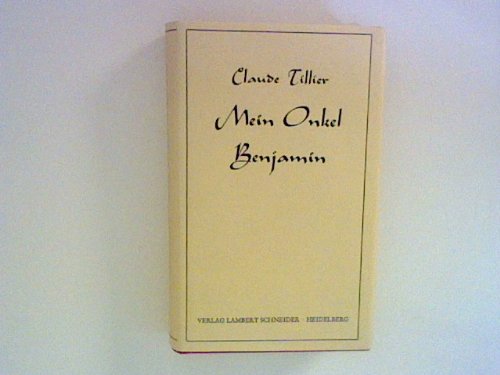 Claude Tillier
Mein Onkel
Benjamin
VERLAG LAMBERT SCHNEIDER · HEIDELBERG